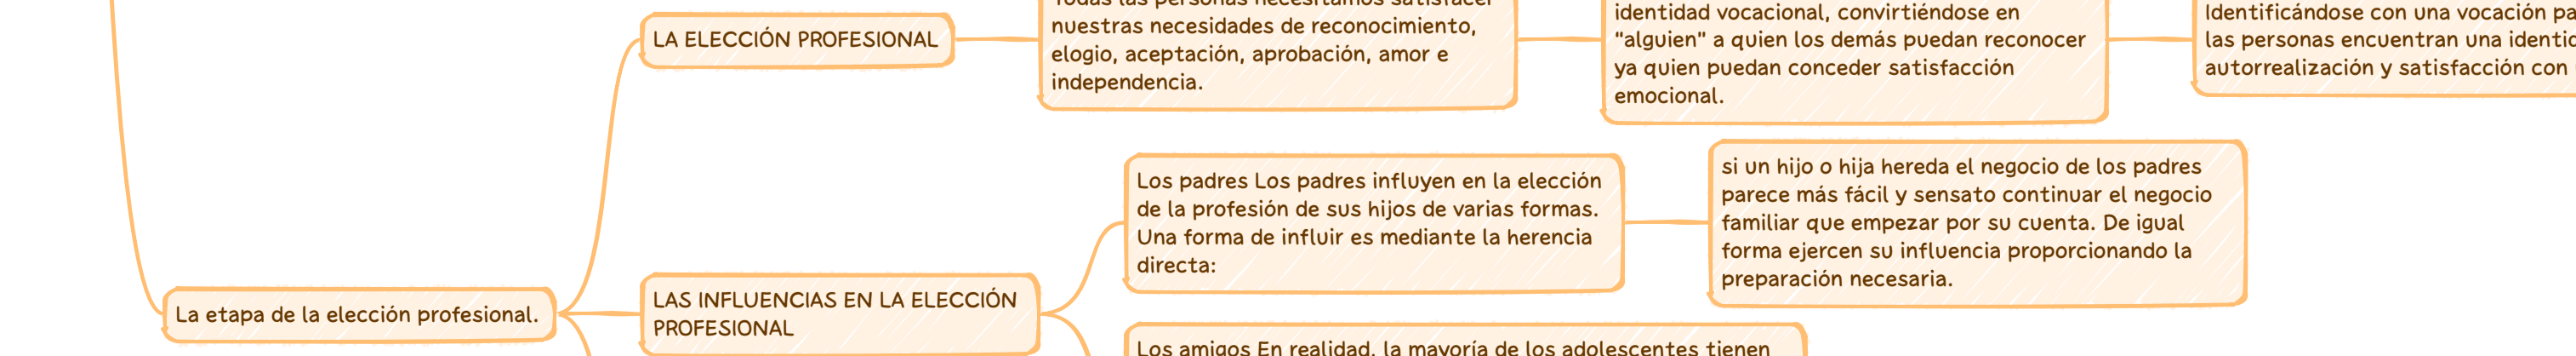 LA ELECCIÓN PROFESIONAL
Todas las personas necesitamos satisfacer
nuestras necesidades de reconocimiento,
elogio, aceptación, aprobación, amor e
independencia.
identidad vocacional, convirtiéndose en
"alguien" a quien los demás puedan reconocer
ya quien puedan conceder satisfacción
emocional.
Identificándose con una vocación
las personas encuentran una
autorrealización y satisfacción con
La etapa de la elección profesional.
LAS INFLUENCIAS EN LA ELECCIÓN
PROFESIONAL
Los padres Los padres influyen en la elección
de la profesión de sus hijos de varias formas.
Una forma de influir es mediante la herencia
directa:
si un hijo o hija hereda el negocio de los padres
parece más fácil y sensato continuar el negocio
familiar que empezar por su cuenta. De igual
forma ejercen su influencia proporcionando la
preparación necesaria.
Los amigos En realidad, la mayoría de los adolescentes tienen